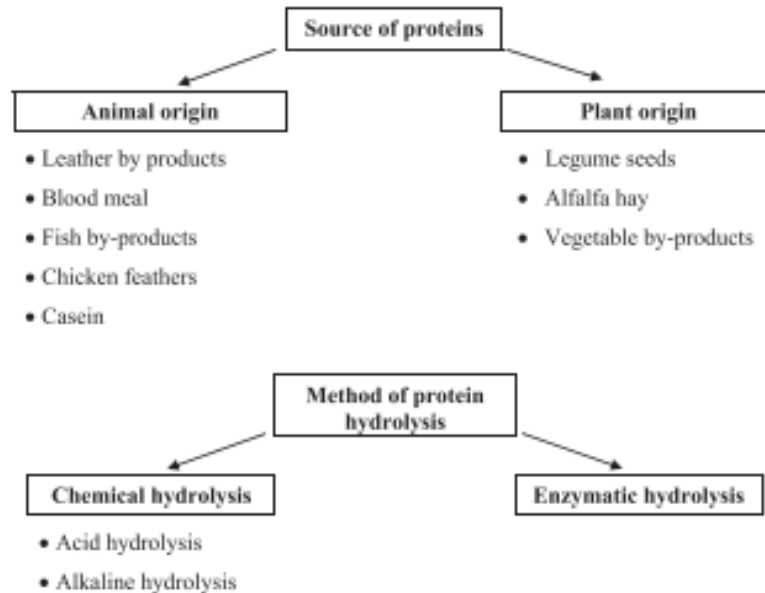 Source of proteins
Animal origin
• Leather by products
• Blood meal
• Fish by-products
• Chicken feathers
• Casein
Plant origin
• Legume seeds
• Alfalfa hay
• Vegetable by-products
Method of protein
hydrolysis
Chemical hydrolysis
• Acid hydrolysis
• Alkaline hydrolysis
Enzymatic hydrolysis